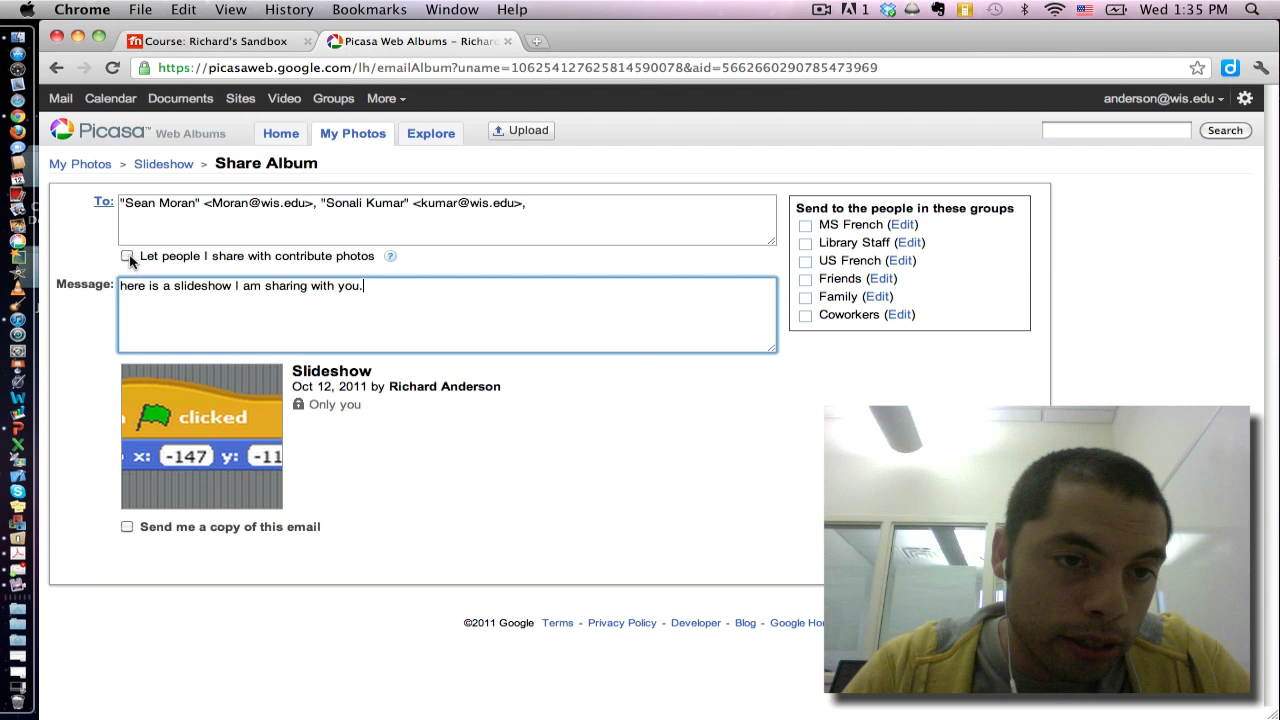 Chrome File Edit View History Bookmarks Window Help 1 Wed 1:35 PM
Course: Richard's Sandbox
Picasa Web Albums – Richard
https://picasaweb.google.com/lh/emailAlbum?uname=106254127625814590078&aid=5662660290785473969
Mail Calendar Documents Sites Video Groups More anderson@wis.edu
Picasa™ Web Albums Home My Photos Explore Upload Search
My Photos > Slideshow > Share Album
To: "Sean Moran" <Moran@wis.edu>, "Sonali Kumar" <kumar@wis.edu>,
Let people I share with contribute photos ?
Message: here is a slideshow I am sharing with you.
Send to the people in these groups
MS French (Edit)
Library Staff (Edit)
US French (Edit)
Friends (Edit)
Family (Edit)
Coworkers (Edit)
clicked
x: -147 y: -11
Slideshow
Oct 12, 2011 by Richard Anderson
Only you
Send me a copy of this email
©2011 Google Terms - Privacy Policy - Developer - Blog - Google